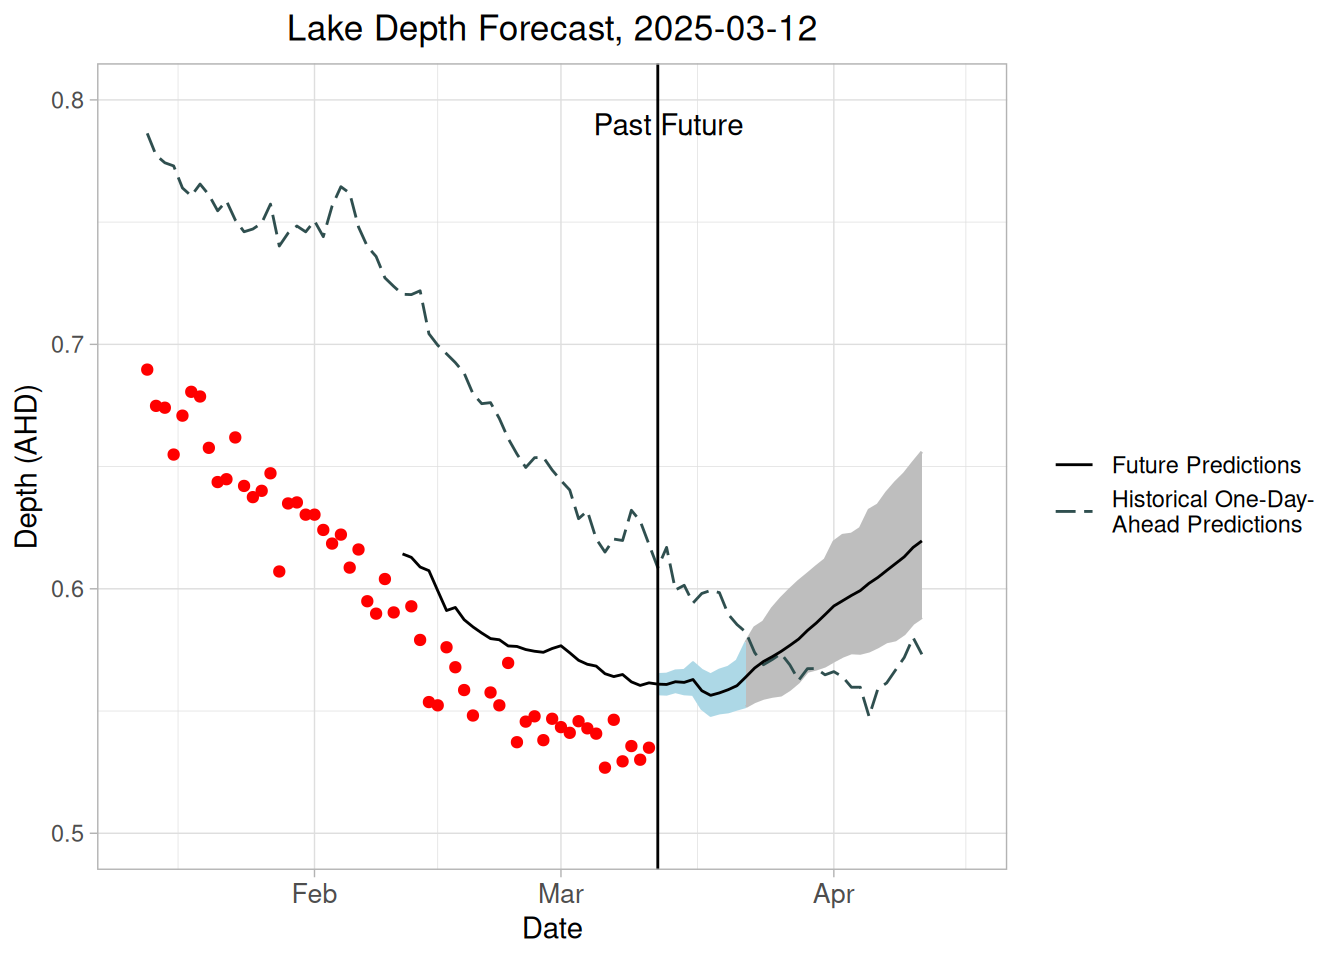 Lake Depth Forecast, 2025-03-12
Past Future
0.8
0.7
0.6
0.5
Depth (AHD)
Feb Mar Apr
Date
Future Predictions
Historical One-Day-
Ahead Predictions